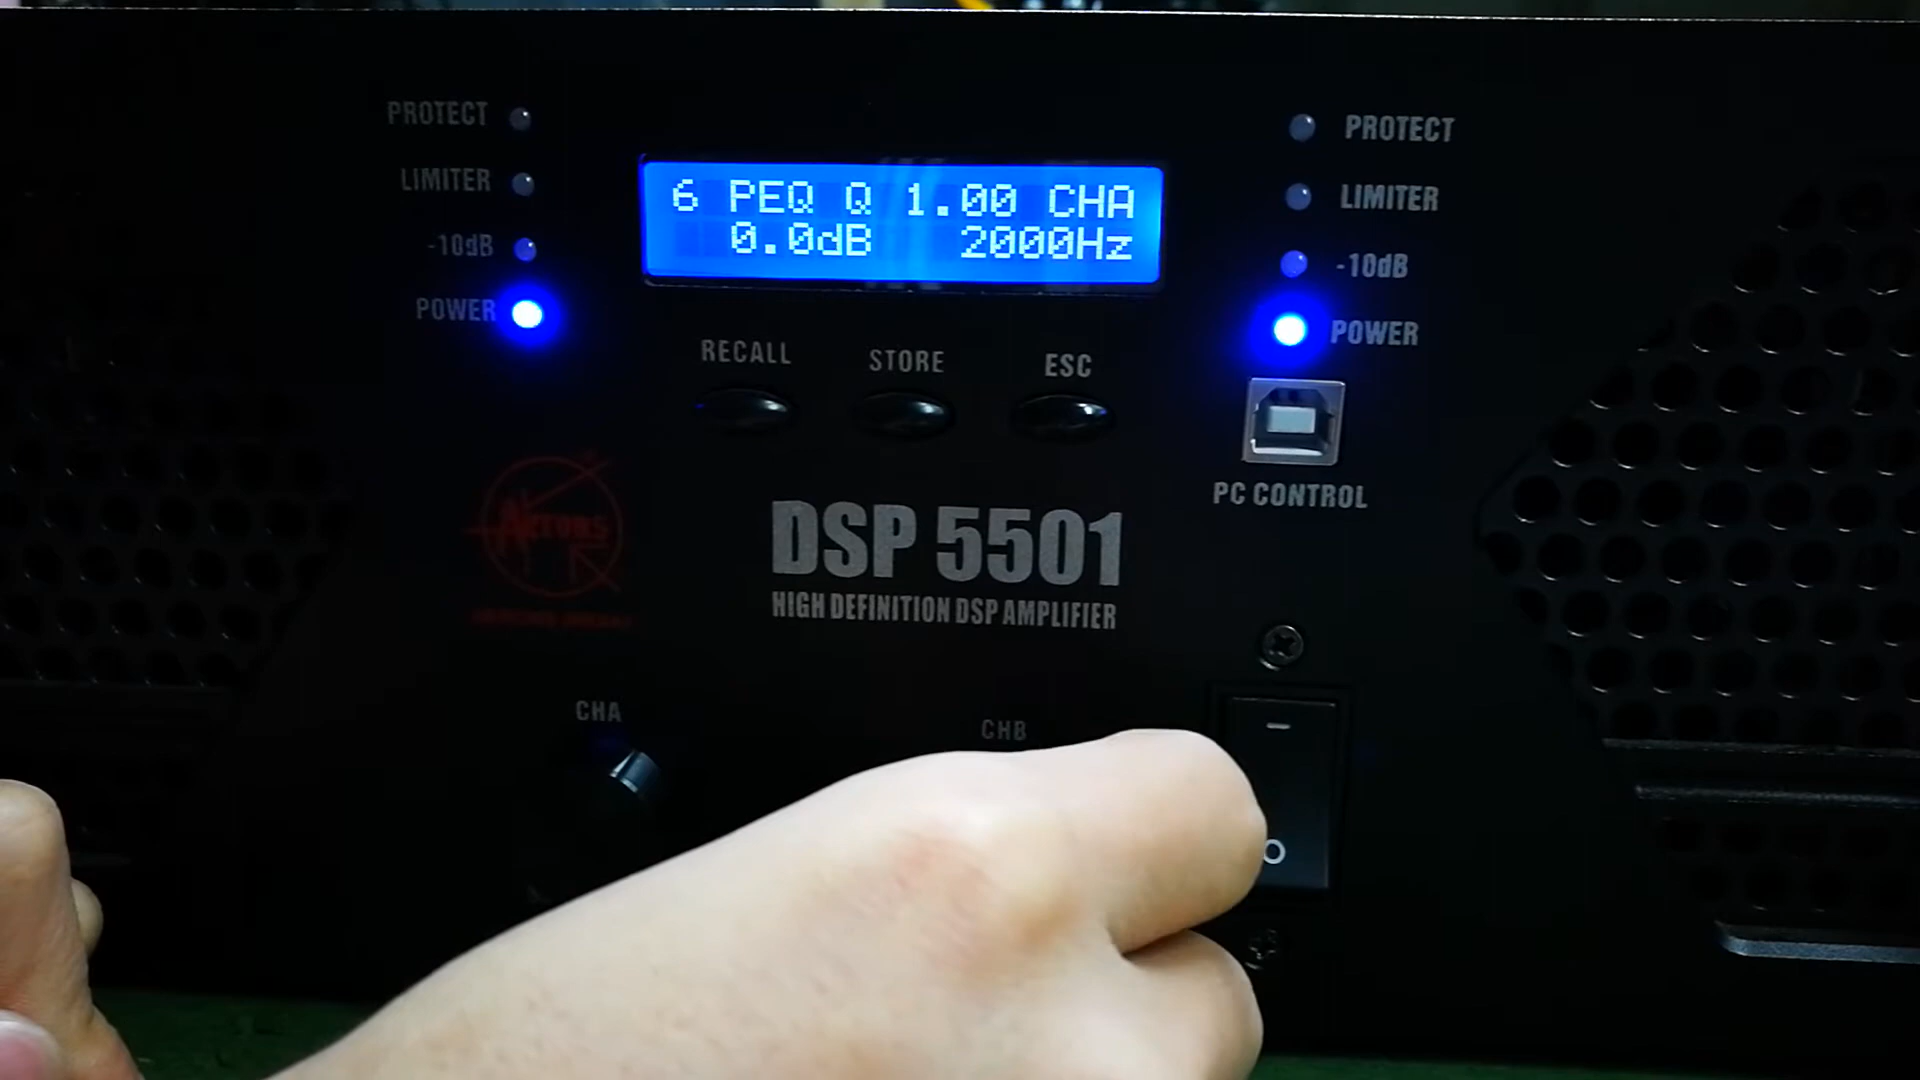 PROTECT
LIMITER
-10dB
POWER
6 PEQ Q 1.00 CHA
0.0dB 2000Hz
PROTECT
LIMITER
-10dB
POWER
RECALL STORE ESC
PC CONTROL
DSP 5501
HIGH DEFINITION DSP AMPLIFIER
CHA
CHB